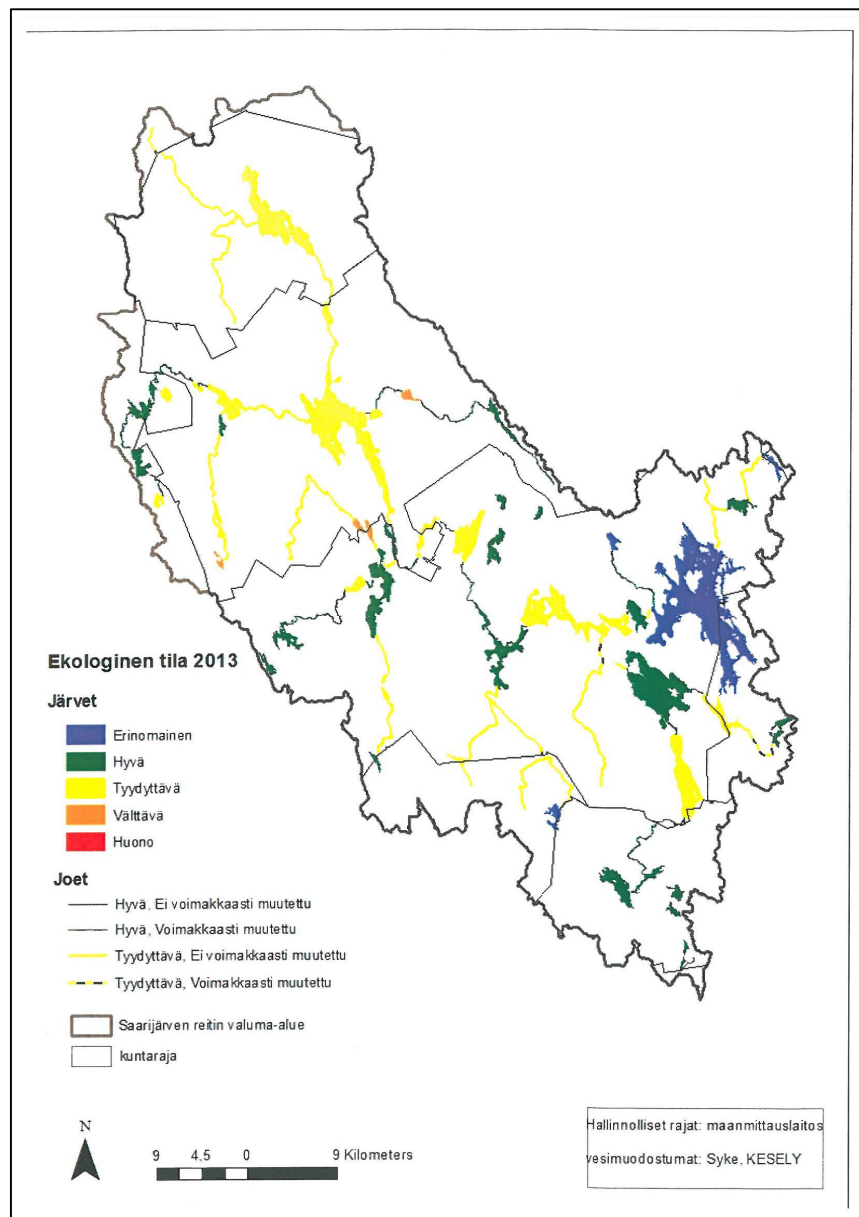 Ekologinen tila 2013
Järvet
Erinomainen
Hyvä
Tyydyttävä
Välttävä
Huono
Joet
Hyvä, Ei voimakkaasti muutettu
Hyvä, Voimakkaasti muutettu
Tyydyttävä, Ei voimakkaasti muutettu
Tyydyttävä, Voimakkaasti muutettu
Saarijärven reitin valuma-alue
kuntaraja
N
9 4.5 0 9 Kilometers
Hallinnolliset rajat: maanmittauslaitos
vesimuodostumat: Syke, KESELY